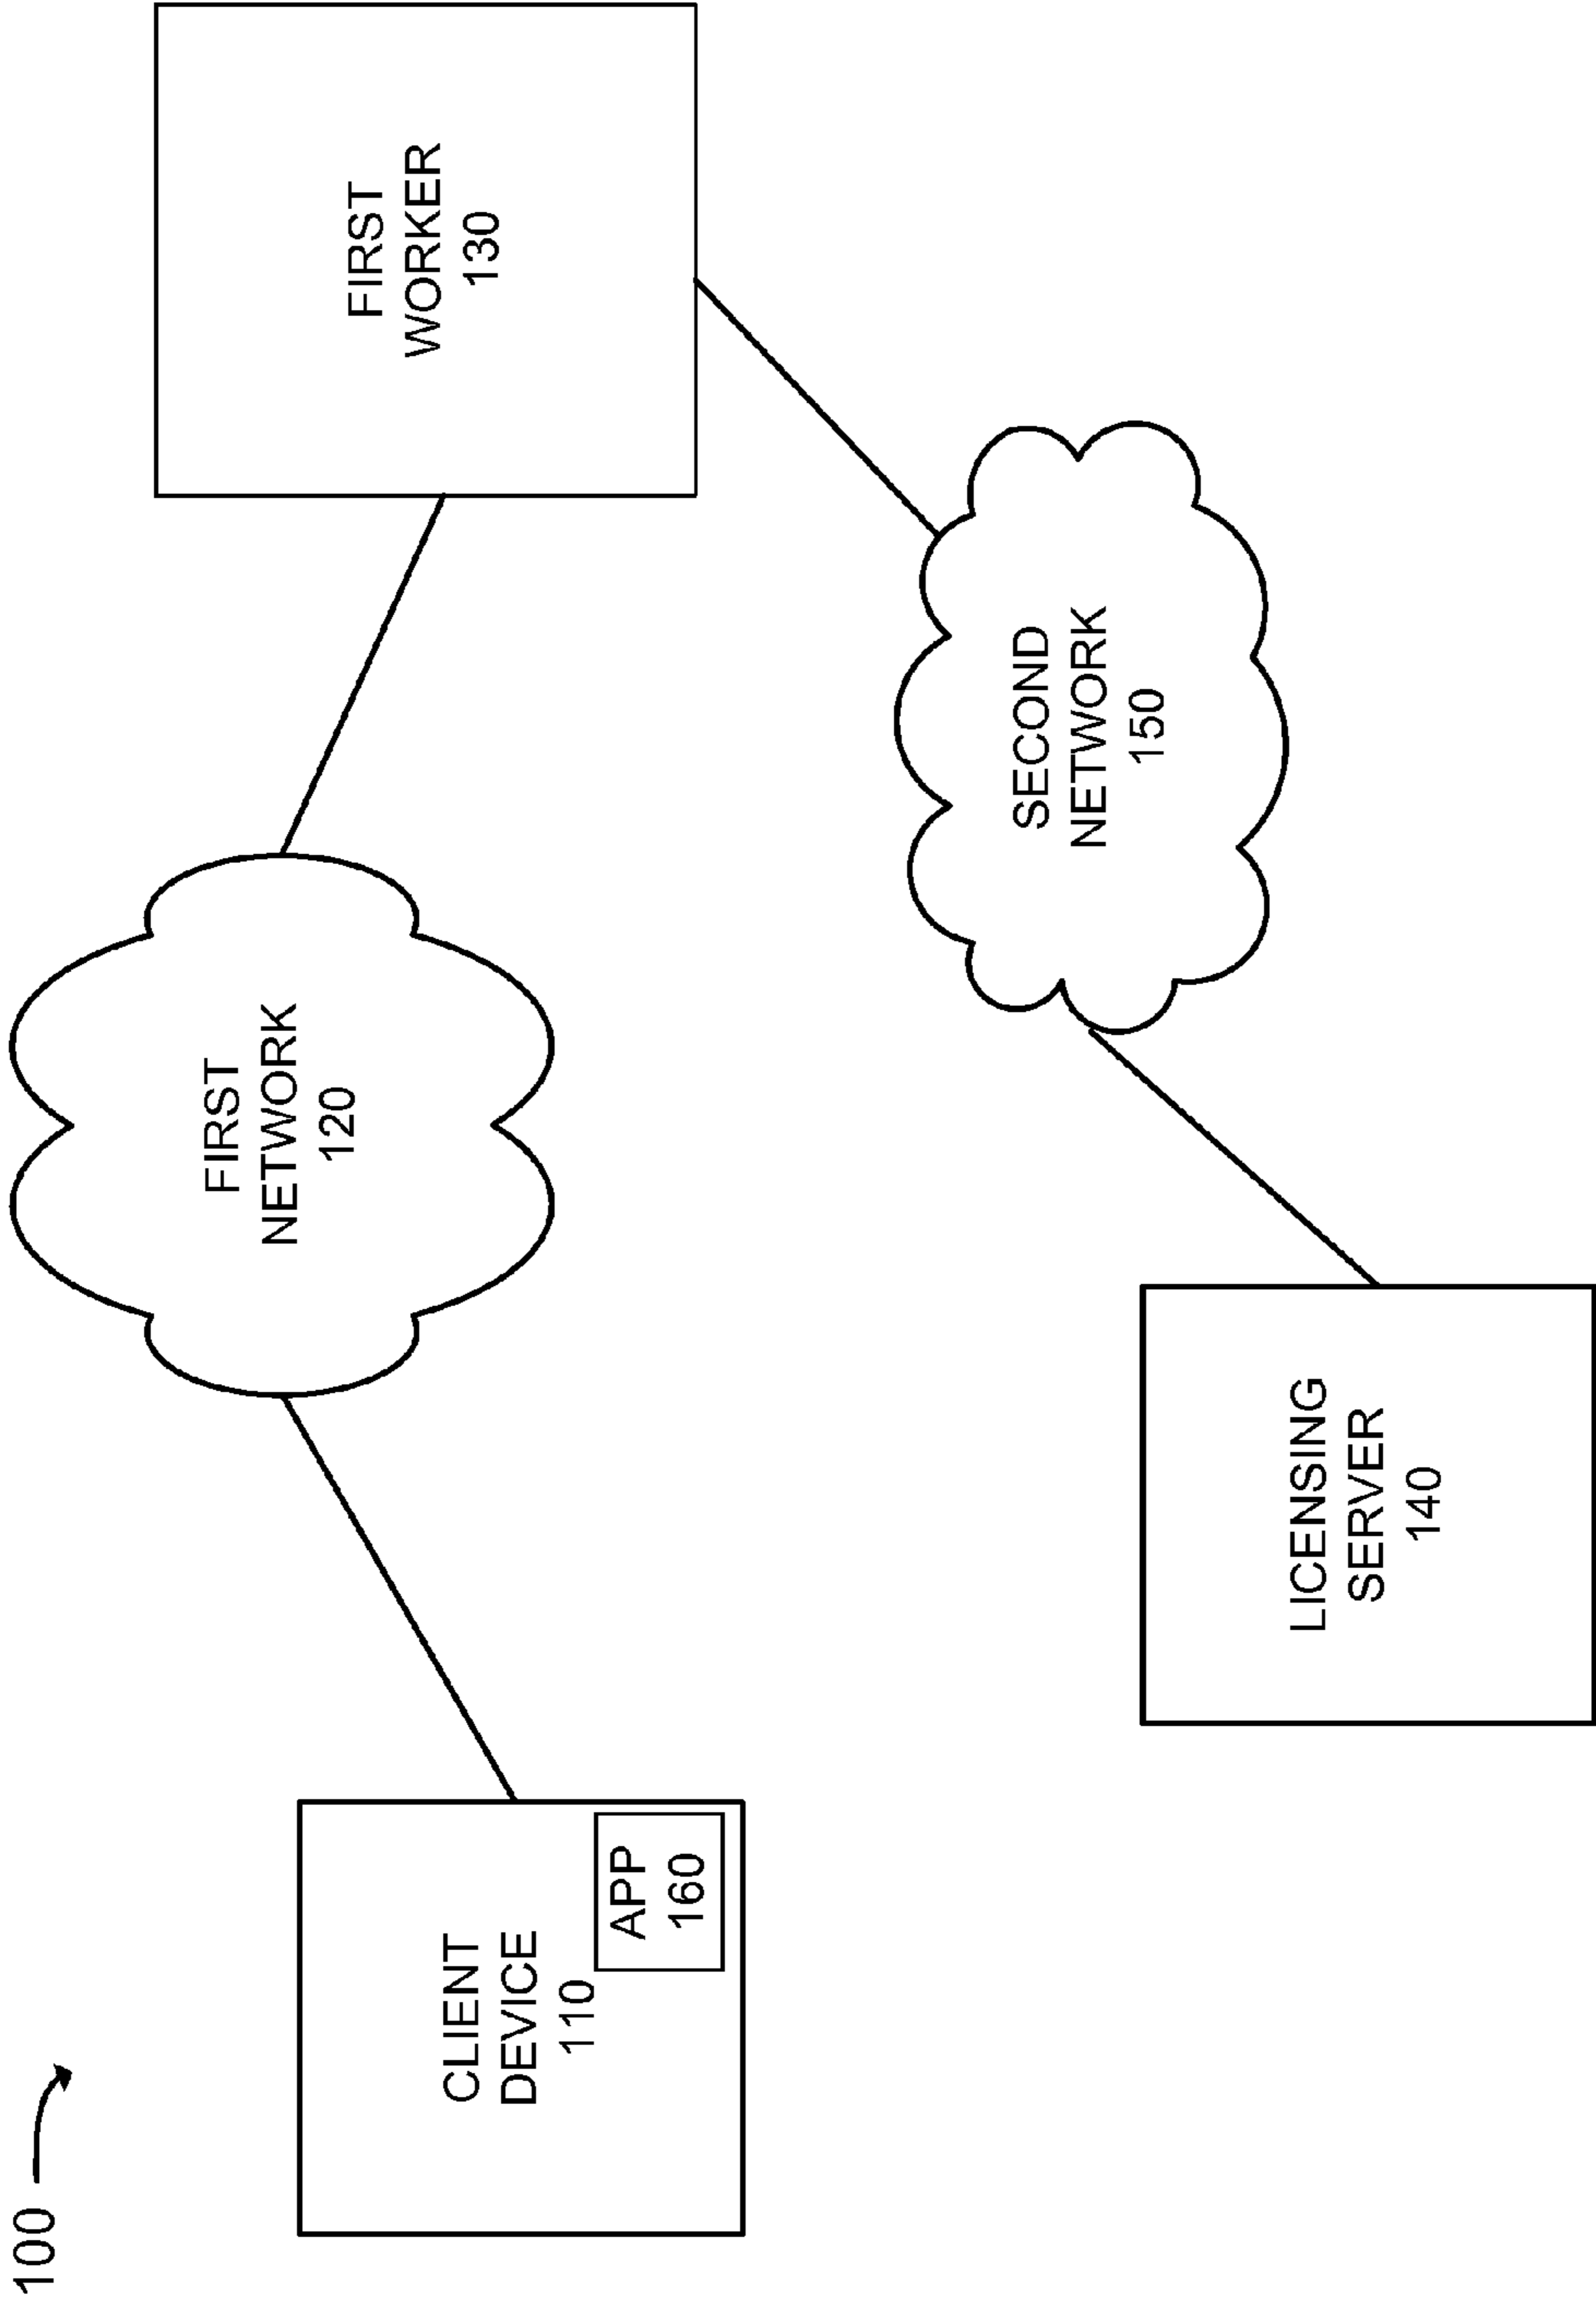 100
CLIENT
DEVICE
110
APP
160
FIRST
NETWORK
120
FIRST
WORKER
130
SECOND
NETWORK
150
LICENSING
SERVER
140